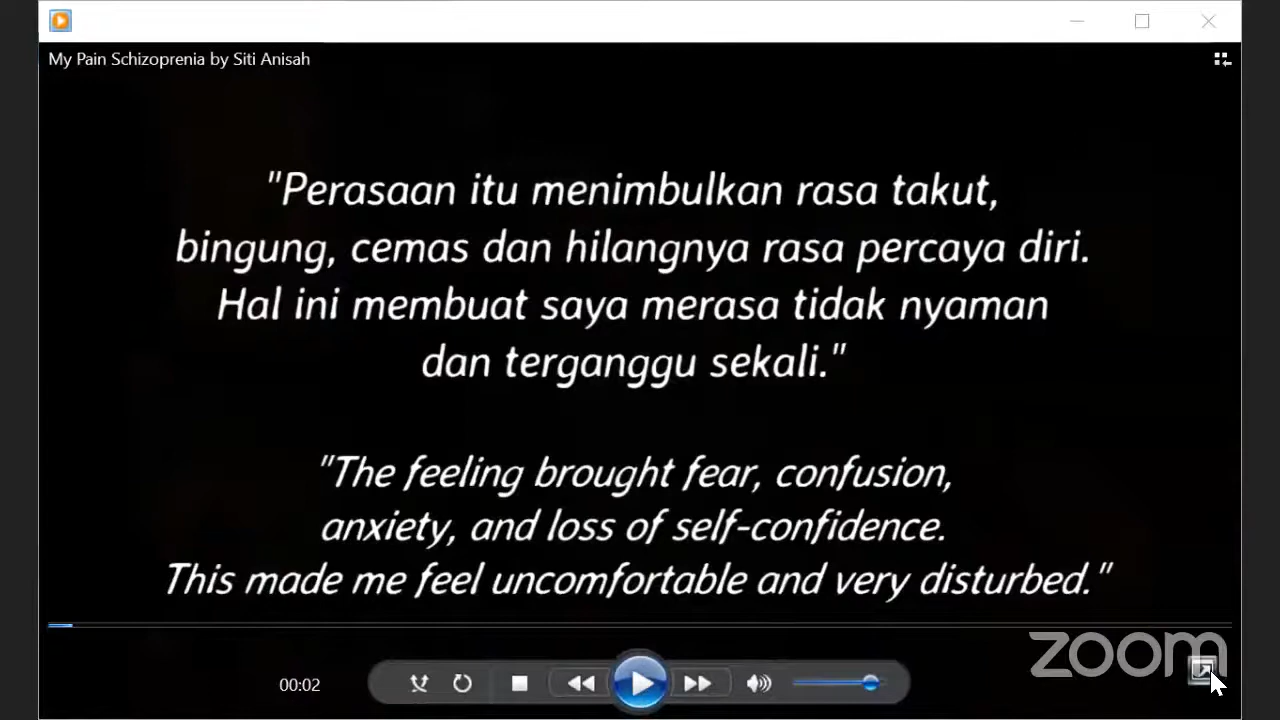 My Pain Schizoprenia by Siti Anisah
"Perasaan itu menimbulkan rasa takut,
bingung, cemas dan hilangnya rasa percaya diri.
Hal ini membuat saya merasa tidak nyaman
dan terganggu sekali."
"The feeling brought fear, confusion,
anxiety, and loss of self-confidence.
This made me feel uncomfortable and very disturbed."
zoom
00:02